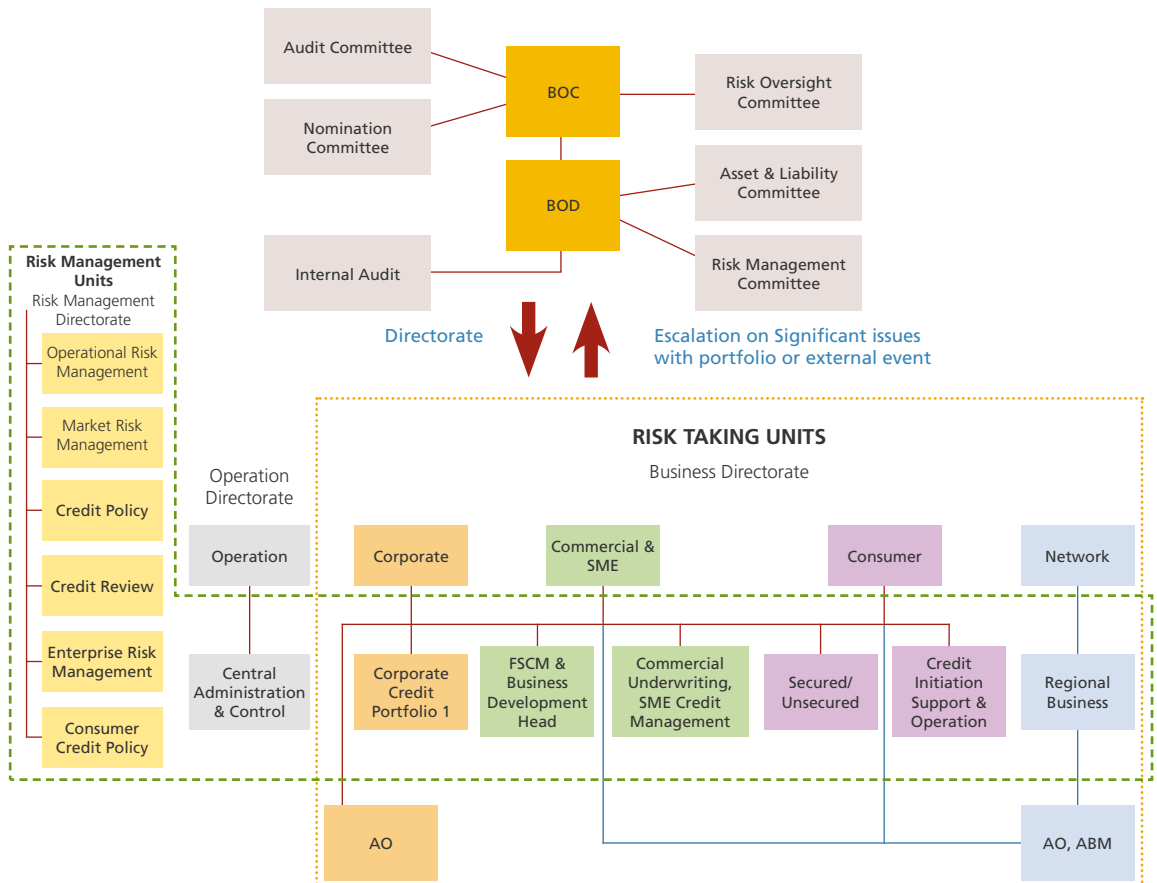 Audit Committee
BOC
Risk Oversight
Committee
Nomination
Committee
BOD
Asset & Liability
Committee
Internal Audit
Risk Management
Committee
Directorate
Escalation on Significant issues
with portfolio or external event
Risk Management
Units
Risk Management
Directorate
Operational Risk
Management
Market Risk
Management
Credit Policy
Credit Review
Enterprise Risk
Management
Consumer
Credit Policy
Operation
Directorate
Operation
Central
Administration
& Control
RISK TAKING UNITS
Business Directorate
Corporate
Commercial &
SME
Consumer
Network
Corporate
Credit
Portfolio 1
FSCM &
Business
Development
Head
Commercial
Underwriting,
SME Credit
Management
Secured/
Unsecured
Credit
Initiation
Support &
Operation
Regional
Business
AO
AO, ABM